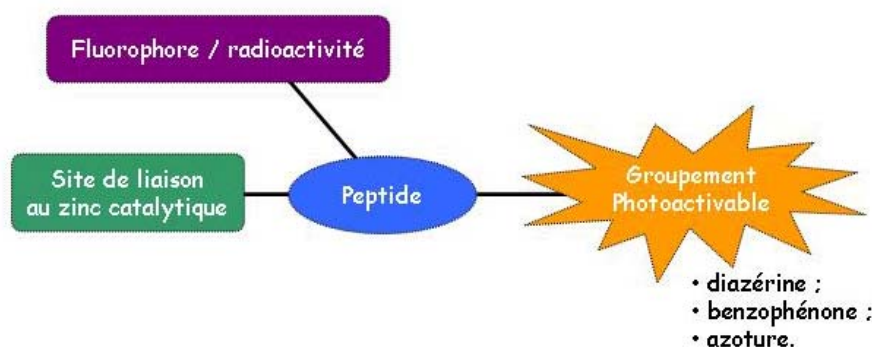 Fluorophore / radioactivité
Site de liaison
au zinc catalytique
Peptide
Groupement
Photoactivable
• diazérine ;
• benzophénone ;
• azoture.